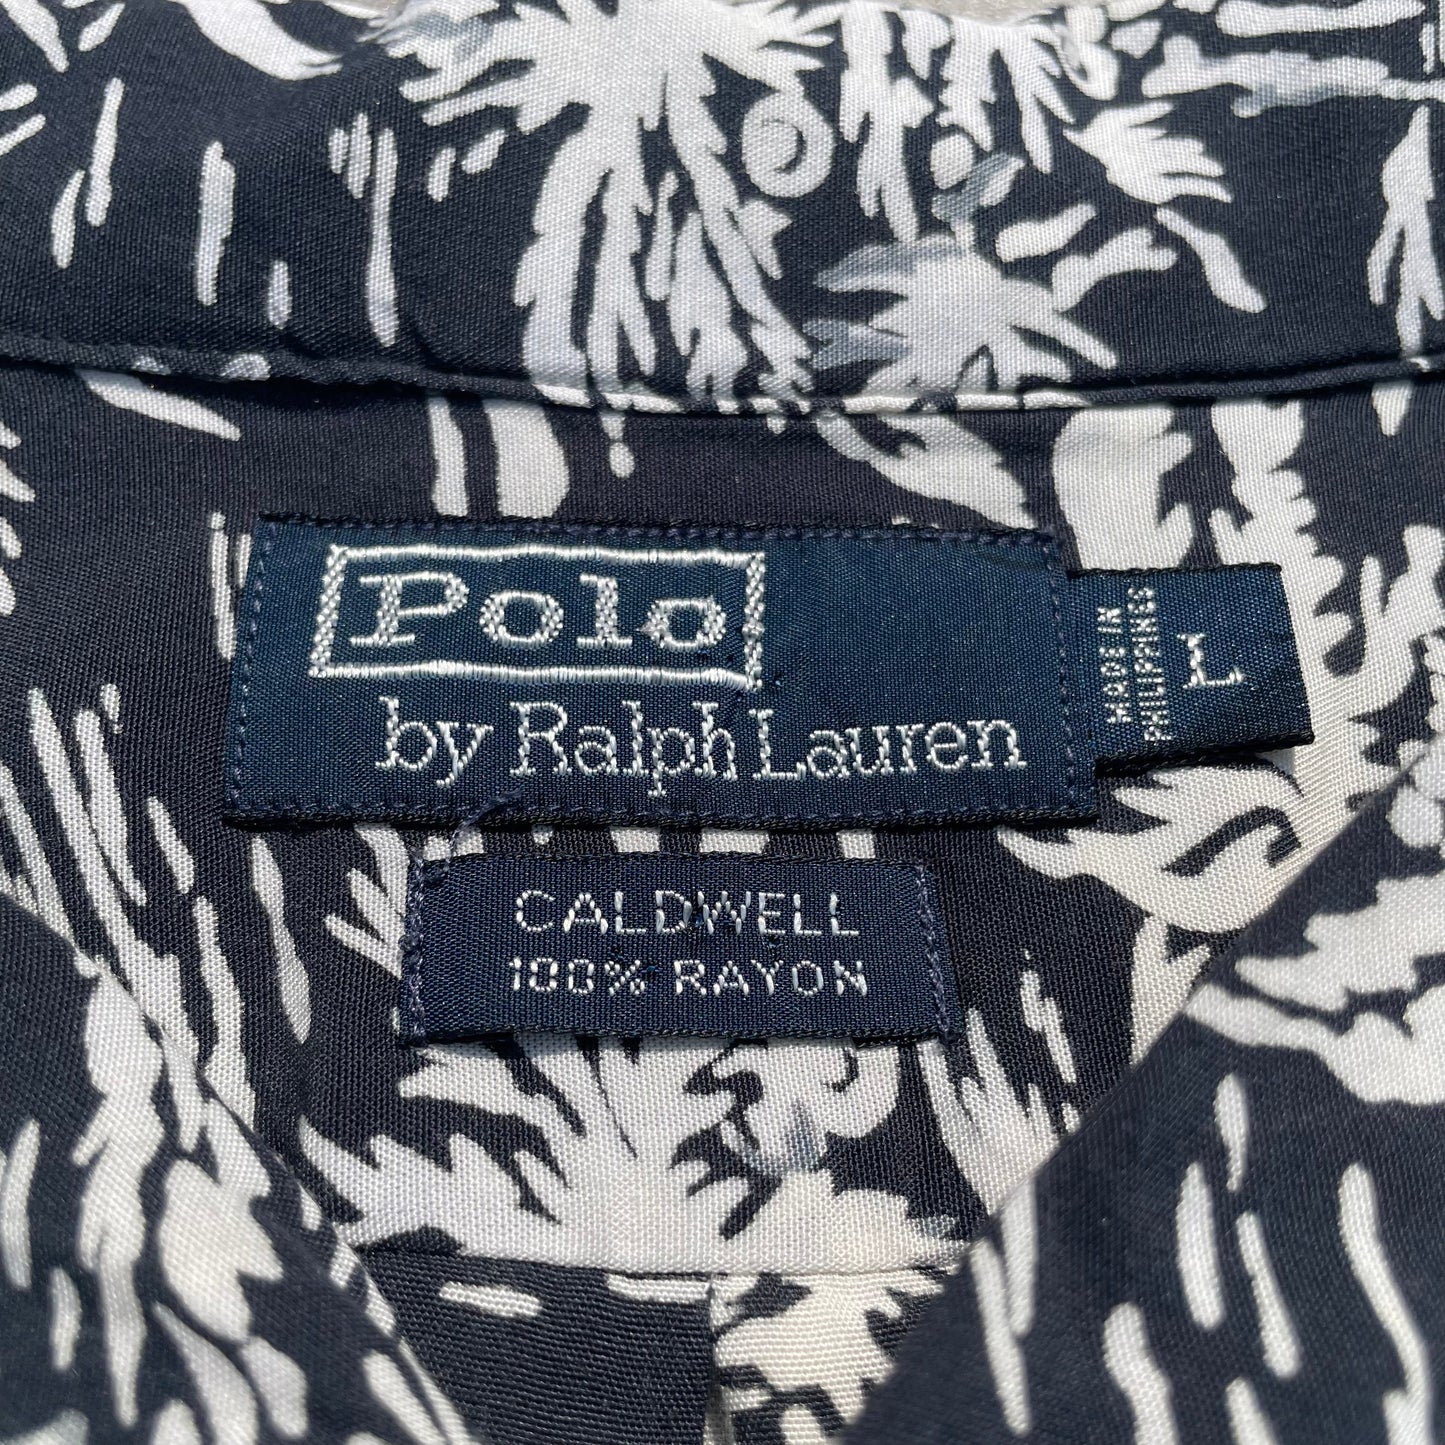 Polo
by Ralph Lauren
MADE IN
PHILIPPINES
L
CALDWELL
100% RAYON